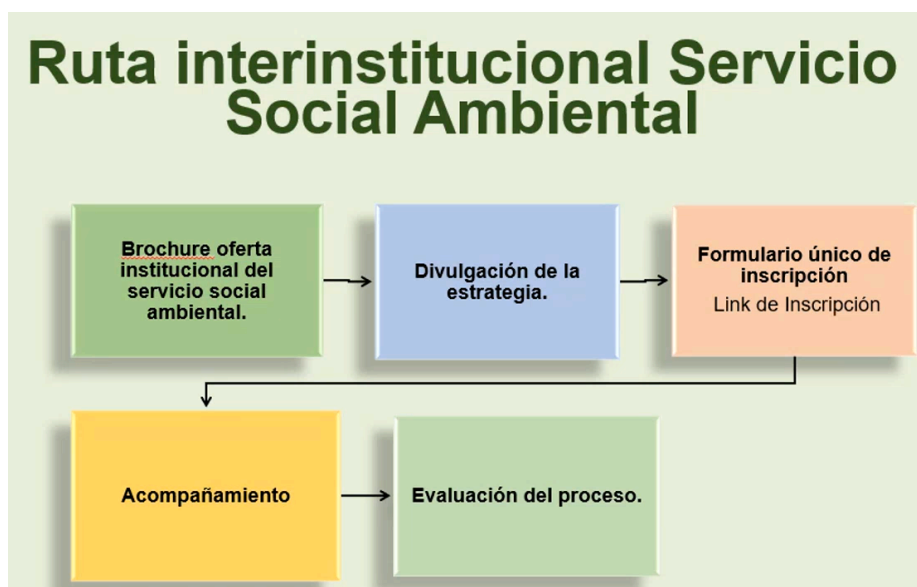 Ruta interinstitucional Servicio
Social Ambiental
Brochure oferta
institucional del
servicio social
ambiental.
Divulgación de la
estrategia.
Formulario único de
inscripción
Link de Inscripción
Acompañamiento
Evaluación del proceso.